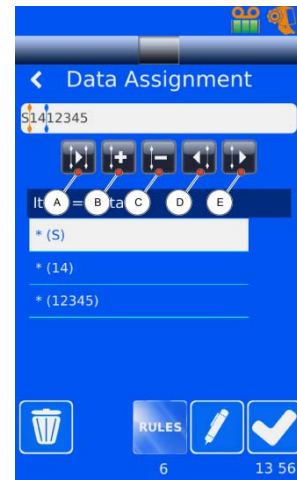 Data Assignment
S1412345
A B C D E
It = ta
* (S)
* (14)
* (12345)
RULES
6 13 56